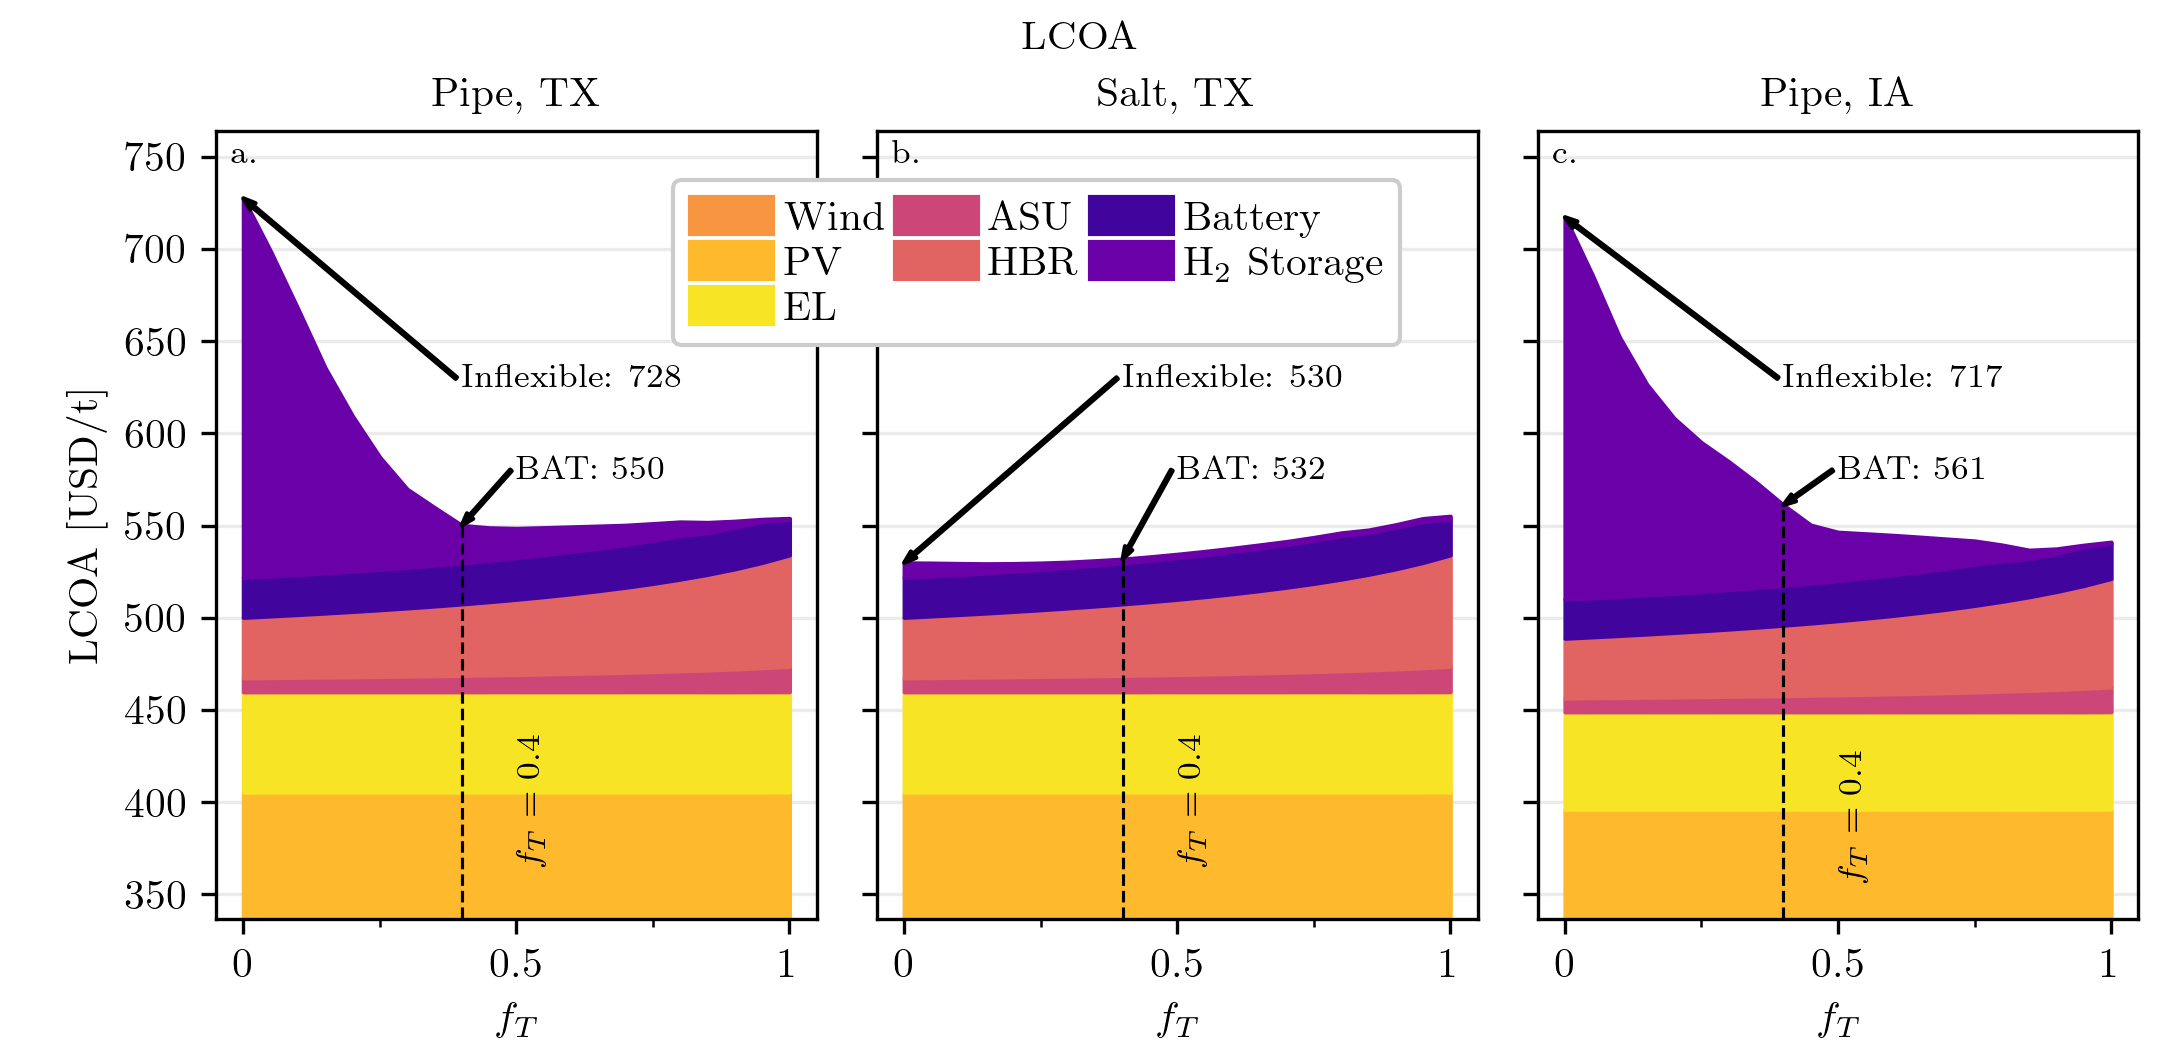 LCOA
Pipe, TX
Salt, TX
Pipe, IA
LCOA [USD/t]
750
700
650
600
550
500
450
400
350
a.
Inflexible: 728
BAT: 550
f_T = 0.4
0
0.5
1
f_T
b.
Wind
PV
EL
ASU
HBR
Battery
H₂ Storage
Inflexible: 530
BAT: 532
f_T = 0.4
0
0.5
1
f_T
c.
Inflexible: 717
BAT: 561
f_T = 0.4
0
0.5
1
f_T